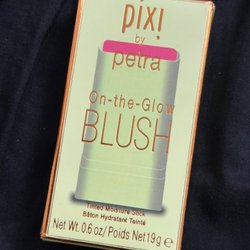 pixi
by
petra
On-the-Glow
BLUSH
Tinted Moisture Stick
Bâton Hydratant Teinté
Net Wt. 0.6 oz/Poids Net 19g ℮